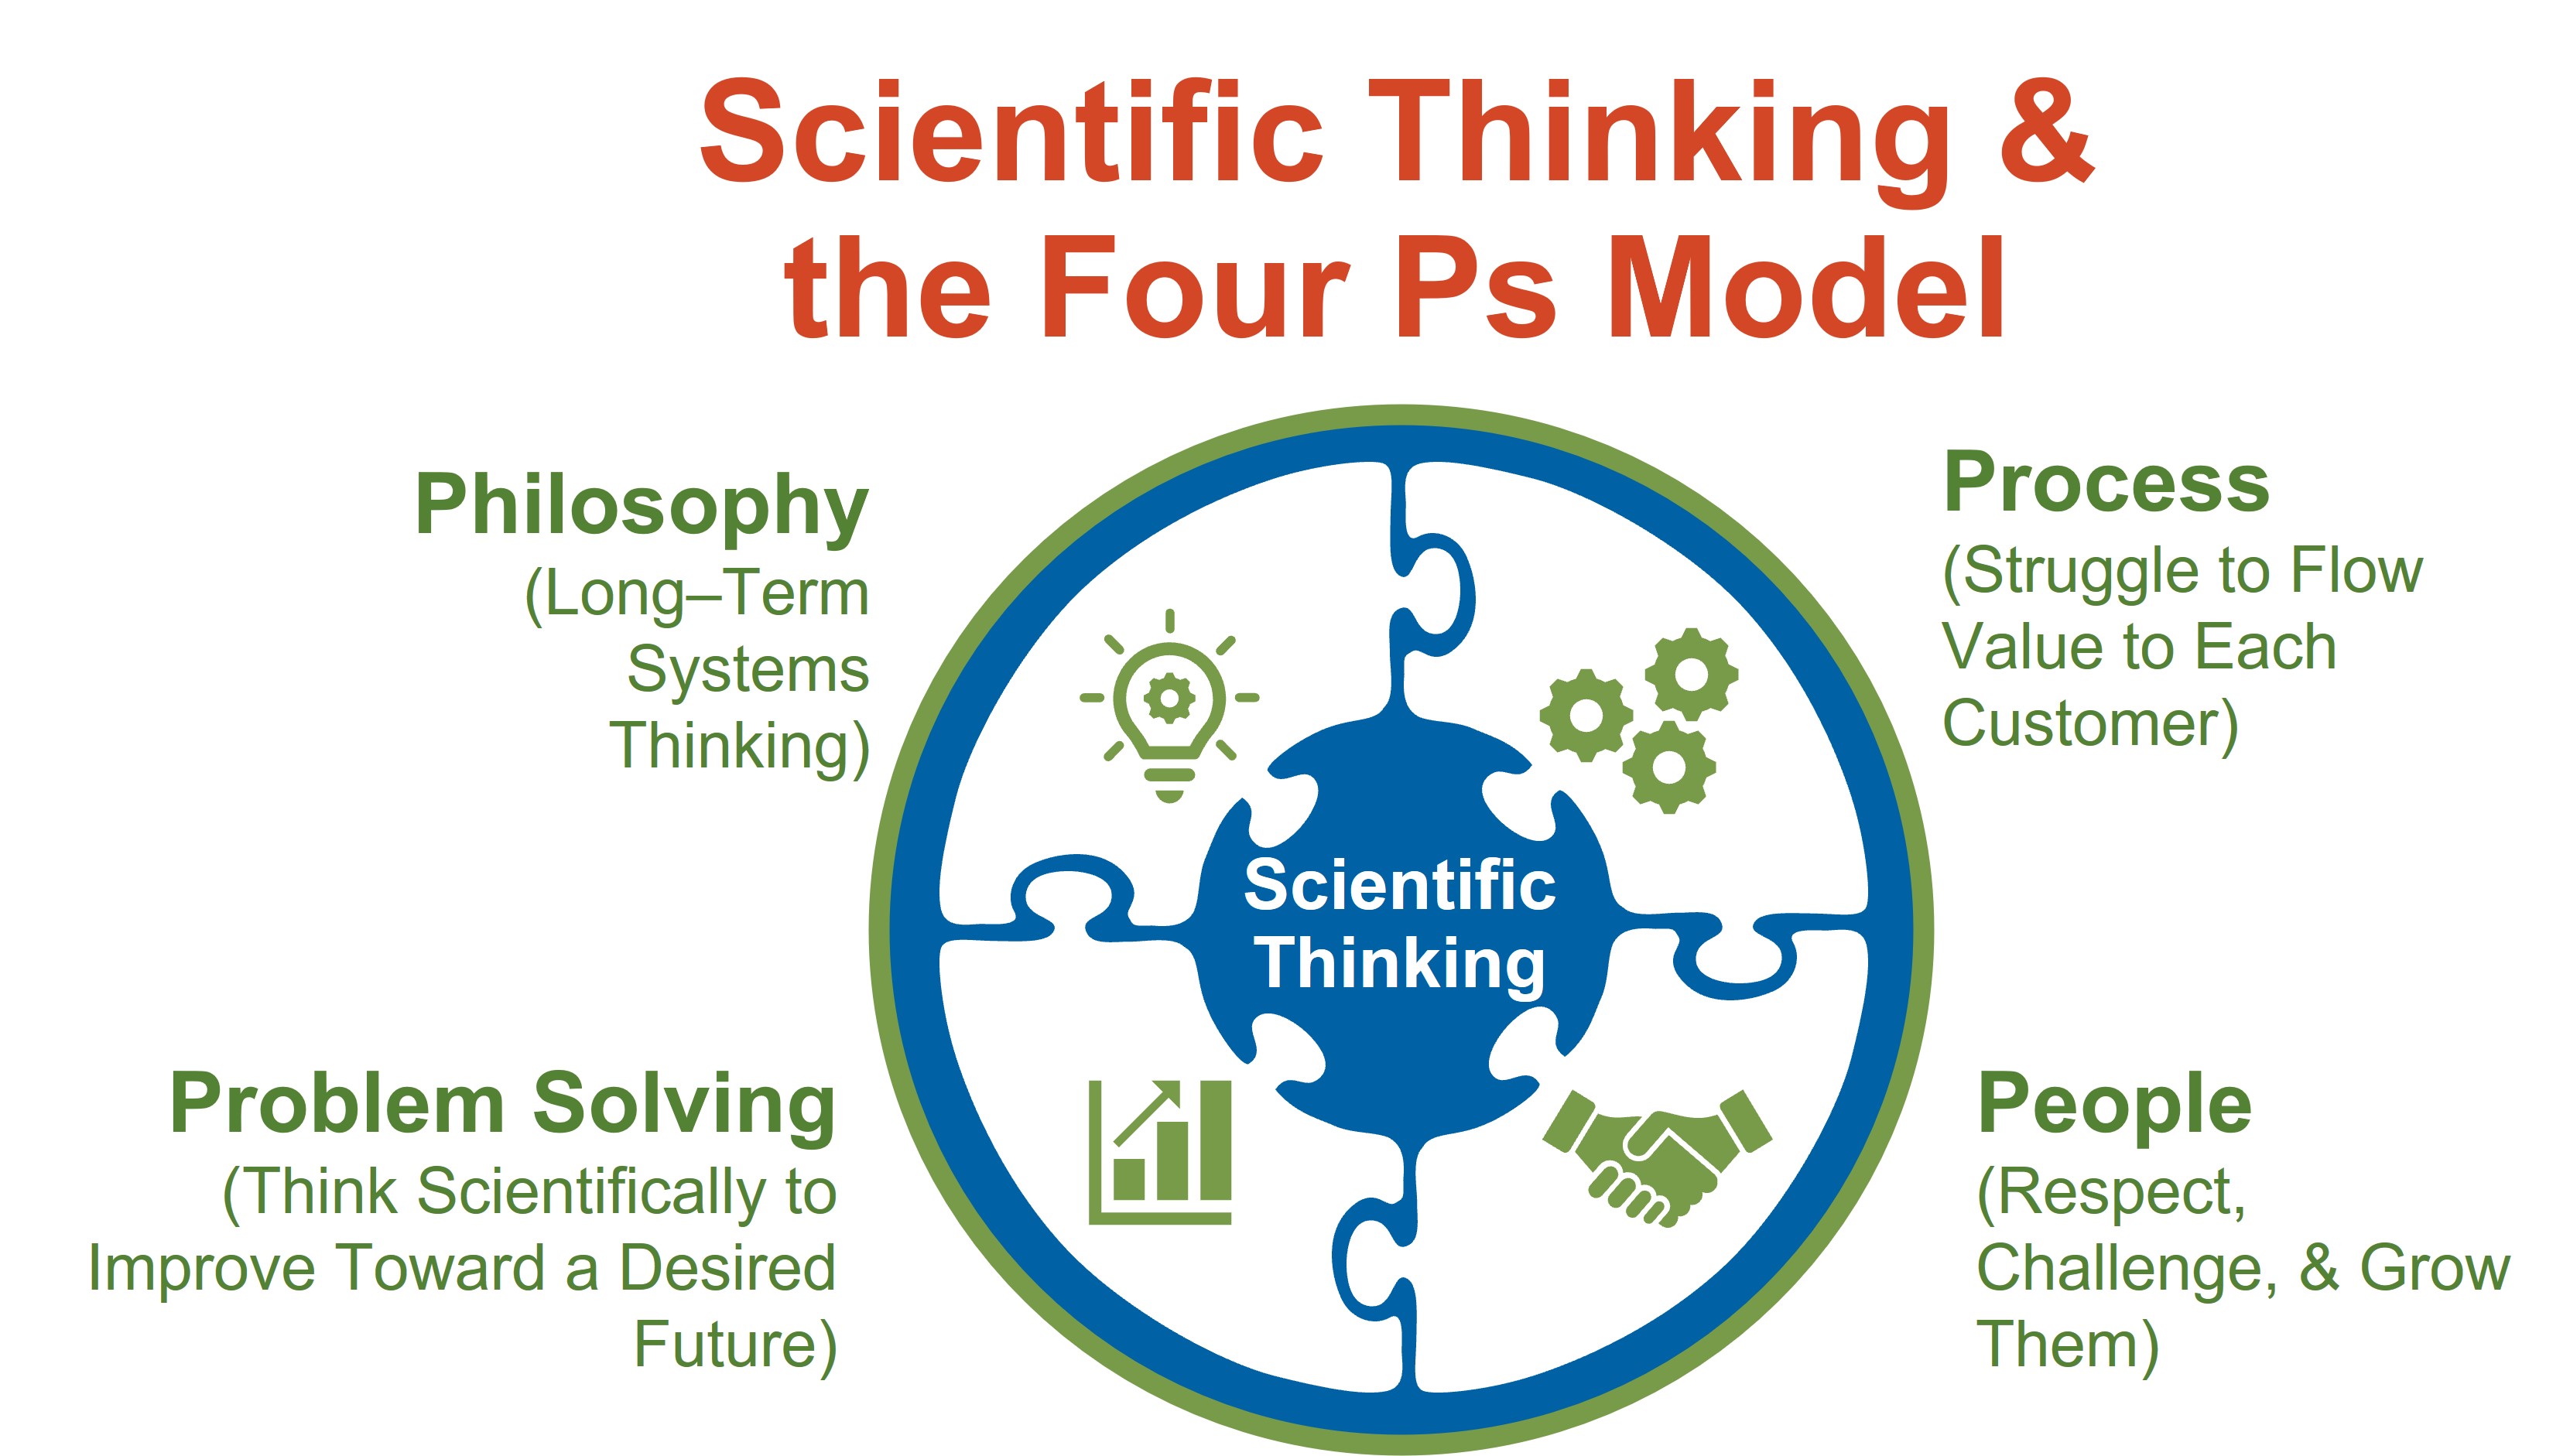 Scientific Thinking &
the Four Ps Model
Philosophy
(Long–Term
Systems
Thinking)
Process
(Struggle to Flow
Value to Each
Customer)
Scientific
Thinking
Problem Solving
(Think Scientifically to
Improve Toward a Desired
Future)
People
(Respect,
Challenge, & Grow
Them)